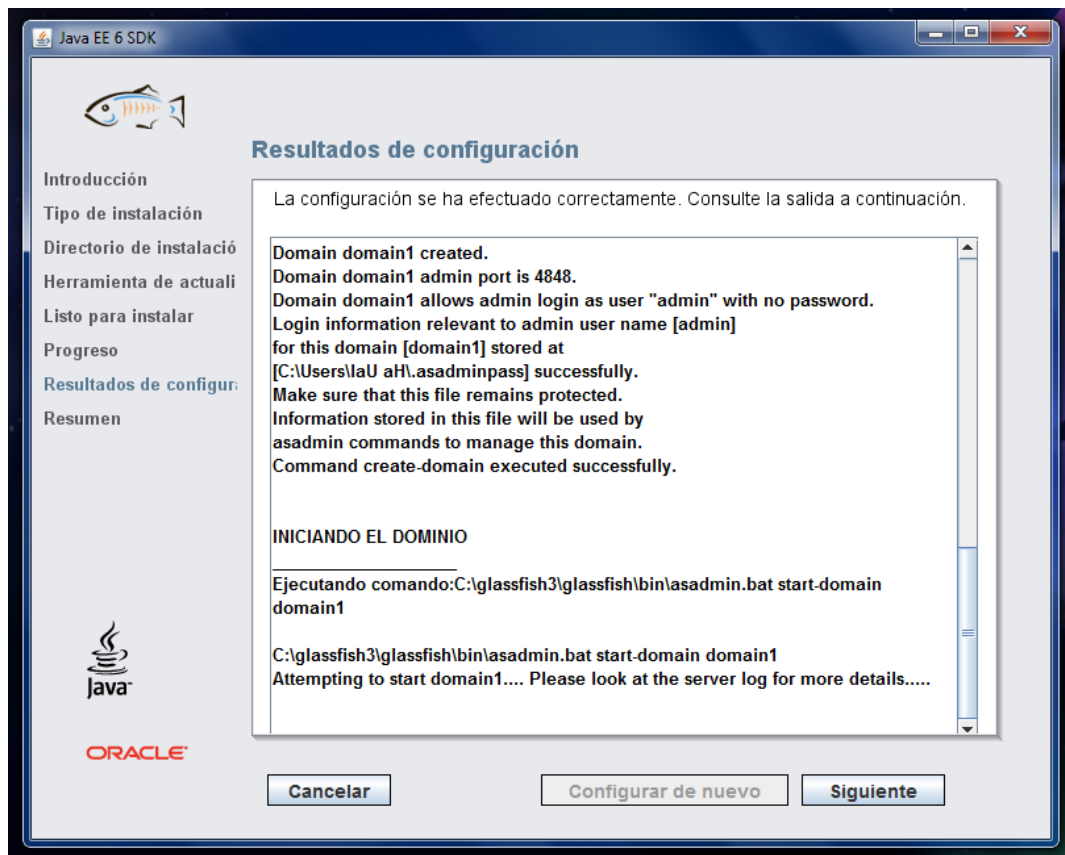 Java EE 6 SDK
Resultados de configuración
Introducción
Tipo de instalación
Directorio de instalació
Herramienta de actuali
Listo para instalar
Progreso
Resultados de configur
Resumen
La configuración se ha efectuado correctamente. Consulte la salida a continuación.
Domain domain1 created.
Domain domain1 admin port is 4848.
Domain domain1 allows admin login as user "admin" with no password.
Login information relevant to admin user name [admin]
for this domain [domain1] stored at
[C:\Users\IaU aH\.asadminpass] successfully.
Make sure that this file remains protected.
Information stored in this file will be used by
asadmin commands to manage this domain.
Command create-domain executed successfully.
INICIANDO EL DOMINIO
___________________
Ejecutando comando:C:\glassfish3\glassfish\bin\asadmin.bat start-domain
domain1
C:\glassfish3\glassfish\bin\asadmin.bat start-domain domain1
Attempting to start domain1.... Please look at the server log for more details.....
Java
ORACLE
Cancelar
Configurar de nuevo
Siguiente